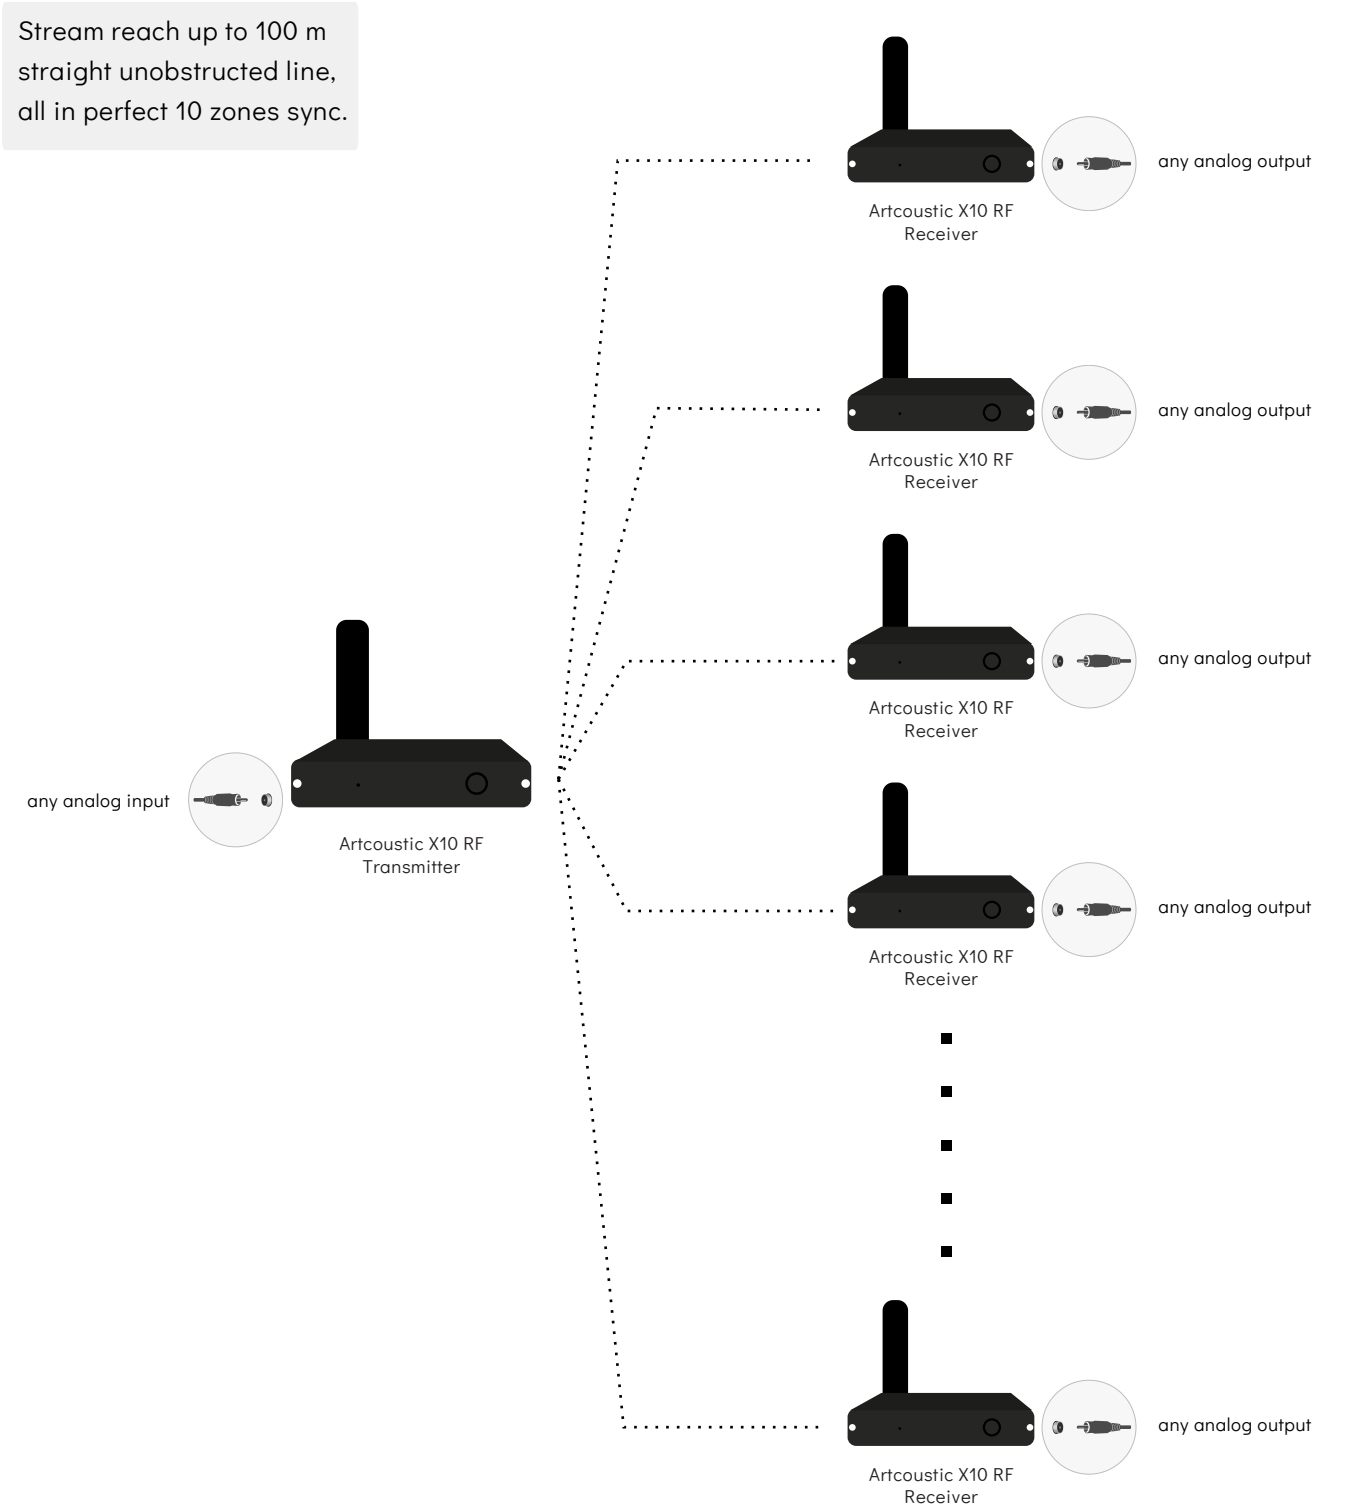 Stream reach up to 100 m
straight unobstructed line,
all in perfect 10 zones sync.
any analog output
Artcoustic X10 RF
Receiver
any analog output
Artcoustic X10 RF
Receiver
any analog output
Artcoustic X10 RF
Receiver
any analog input
Artcoustic X10 RF
Transmitter
any analog output
Artcoustic X10 RF
Receiver
any analog output
Artcoustic X10 RF
Receiver